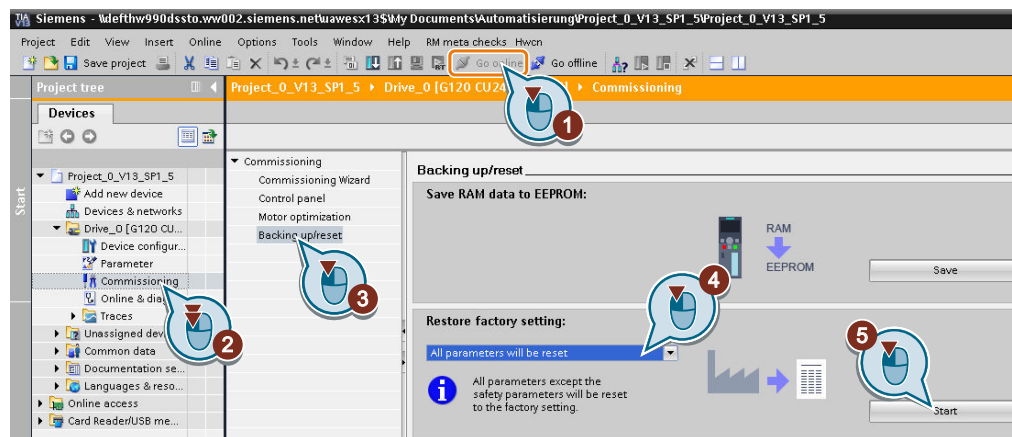 Siemens - \\defthw990dssto.ww002.siemens.net\uawesx13$\My Documents\Automatisierung\Project_0_V13_SP1_5\Project_0_V13_SP1_5
Project Edit View Insert Online Options Tools Window Help RM meta checks Hwcn
Save project Go online Go offline
Project tree
Project_0_V13_SP1_5 Drive_0 [G120 CU24 Commissioning
1
Devices
Start
Project_0_V13_SP1_5
Add new device
Devices & networks
Drive_0 [G120 CU...
Device configur...
Parameter
Commissioning
Online &
Traces
2
Unassigned dev
Common data
Documentation se...
Languages & reso...
Online access
Card Reader/USB me...
Commissioning
Commissioning Wizard
Control panel
Motor optimization
Backing up/reset
3
Backing up/reset
Save RAM data to EEPROM:
RAM
EEPROM
Save
4
Restore factory setting:
All parameters will be reset
All parameters except the
safety parameters will be reset
to the factory setting.
5
Start